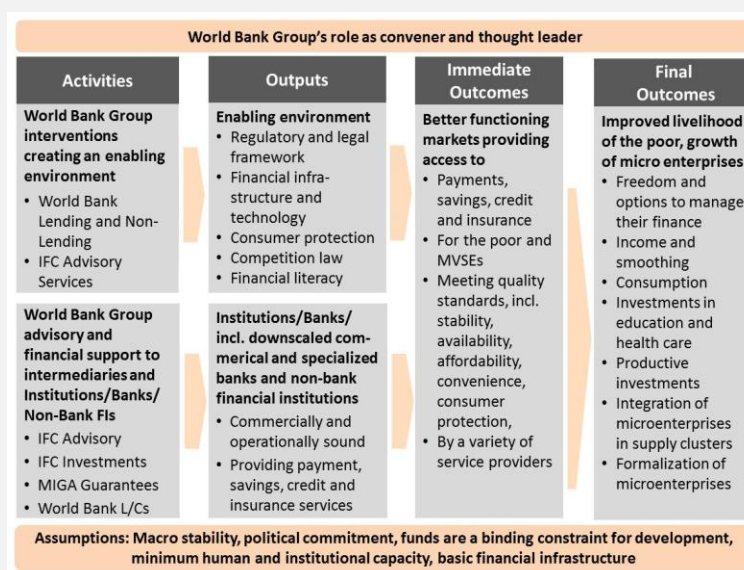 World Bank Group's role as convener and thought leader
Activities
World Bank Group
interventions
creating an enabling
environment
• World Bank
Lending and Non-
Lending
• IFC Advisory
Services
World Bank Group
advisory and
financial support to
intermediaries and
Institutions/Banks/
Non-Bank FIs
• IFC Advisory
• IFC Investments
• MIGA Guarantees
• World Bank L/Cs
Outputs
Enabling environment
• Regulatory and legal
framework
• Financial infra-
structure and
technology
• Consumer protection
• Competition law
• Financial literacy
Institutions/Banks/
incl. downscaled com-
merical and specialized
banks and non-bank
financial institutions
• Commercially and
operationally sound
• Providing payment,
savings, credit and
insurance services
Immediate
Outcomes
Better functioning
markets providing
access to
• Payments,
savings, credit
and insurance
• For the poor and
MVSEs
• Meeting quality
standards, incl.
stability,
availability,
affordability,
convenience,
consumer
protection,
• By a variety of
service providers
Final
Outcomes
Improved livelihood
of the poor, growth
of micro enterprises
• Freedom and
options to manage
their finance
• Income and
smoothing
• Consumption
• Investments in
education and
health care
• Productive
investments
• Integration of
microenterprises
in supply clusters
• Formalization of
microenterprises
Assumptions: Macro stability, political commitment, funds are a binding constraint for development,
minimum human and institutional capacity, basic financial infrastructure